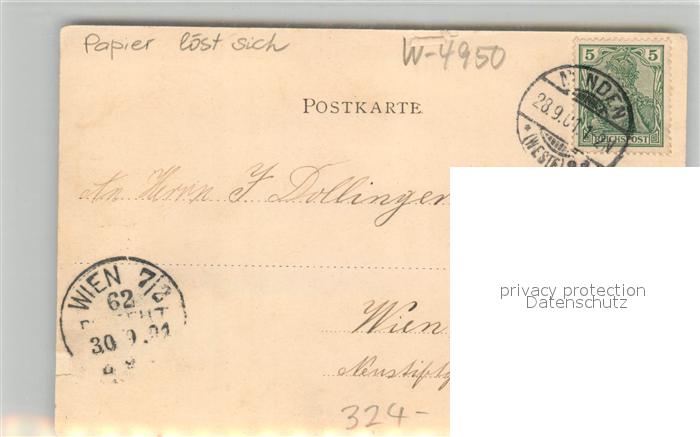 Papier löst sich
W-4950
5 5
REICHSPOST
MINDEN
28.9.01
* (WESTF)
POSTKARTE
An Herrn F. Dollinger
WIEN 7/2
62
30.9.01
privacy protection
Datenschutz
Wien
Neustiftg
324-